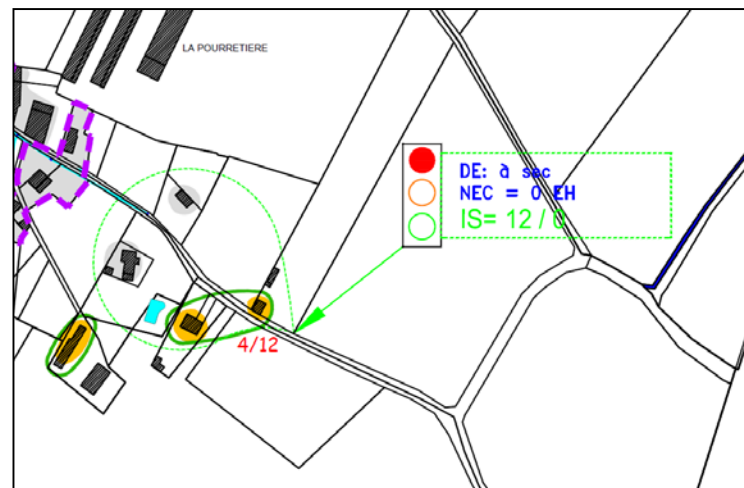 LA POURRETIERE
DE: à sec
NEC = 0 EH
IS= 12 / 0
4/12